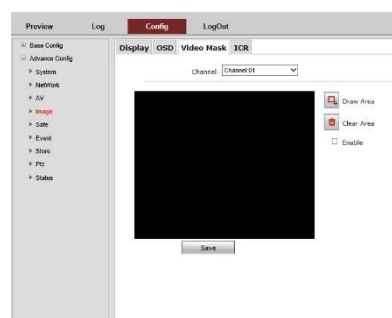 Preview Log Config LogOut
Base Config
Advance Config
System
NetWork
AV
Image
Safe
Event
Store
Ptz
Status
Display OSD Video Mask ICR
Channel Channel 01
Draw Area
Clear Area
Enable
Save